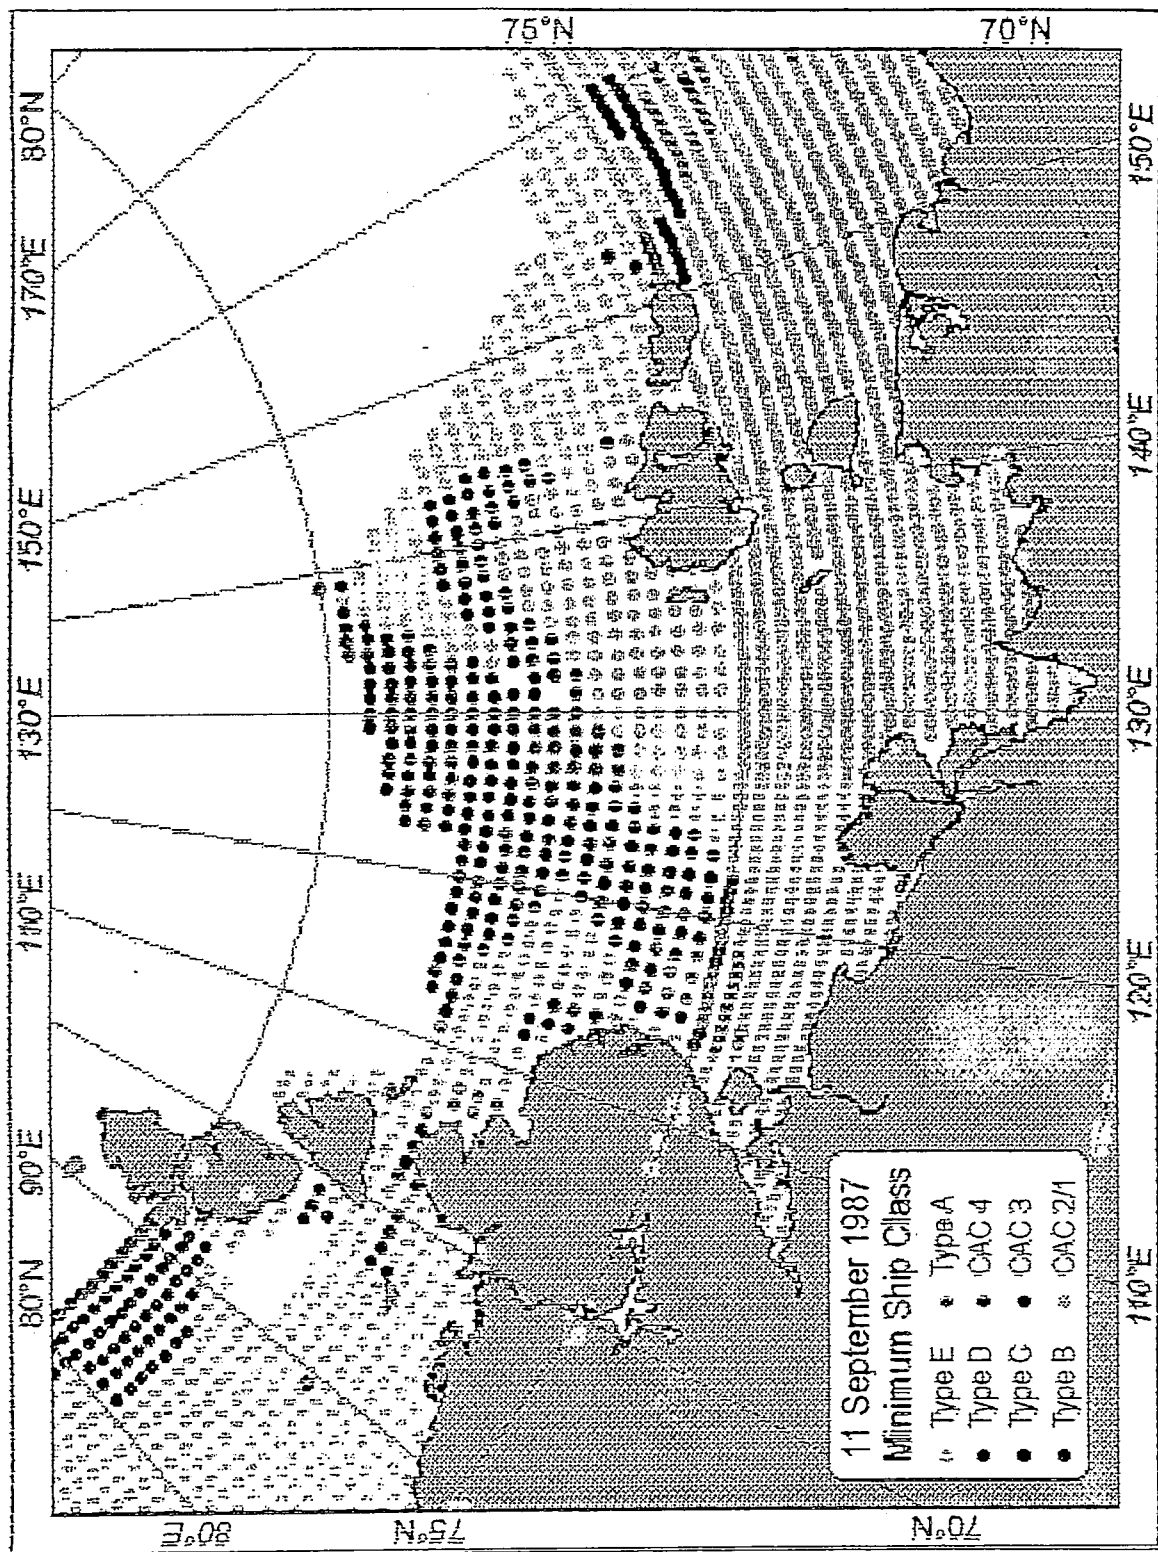 80°N 170°E 150°E 130°E 110°E 90°E 80°N
75°N
70°N
80°E
75°N
70°N
150°E 140°E 130°E 120°E 110°E
11 September 1987
Minimum Ship Class
Type E Type A
Type D CAC 4
Type C CAC 3
Type B CAC 2/1